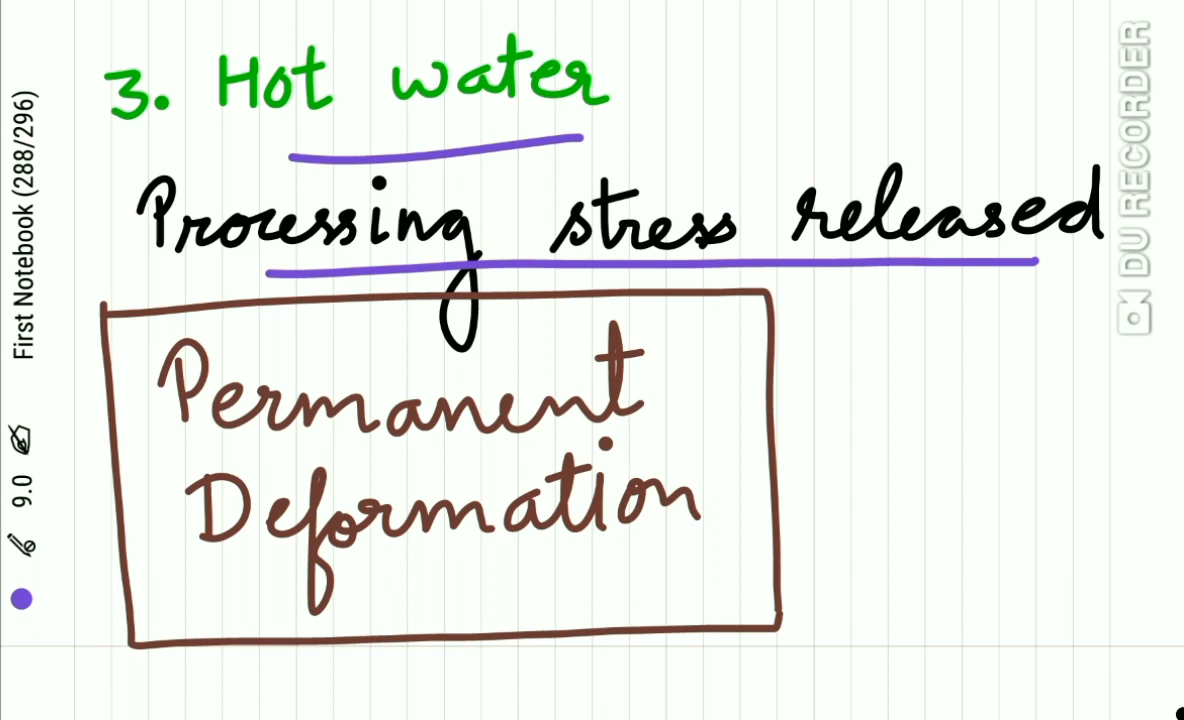 3. Hot water
Processing stress released
Permanent
Deformation
First Notebook (288/296)
9.0
DU RECORDER